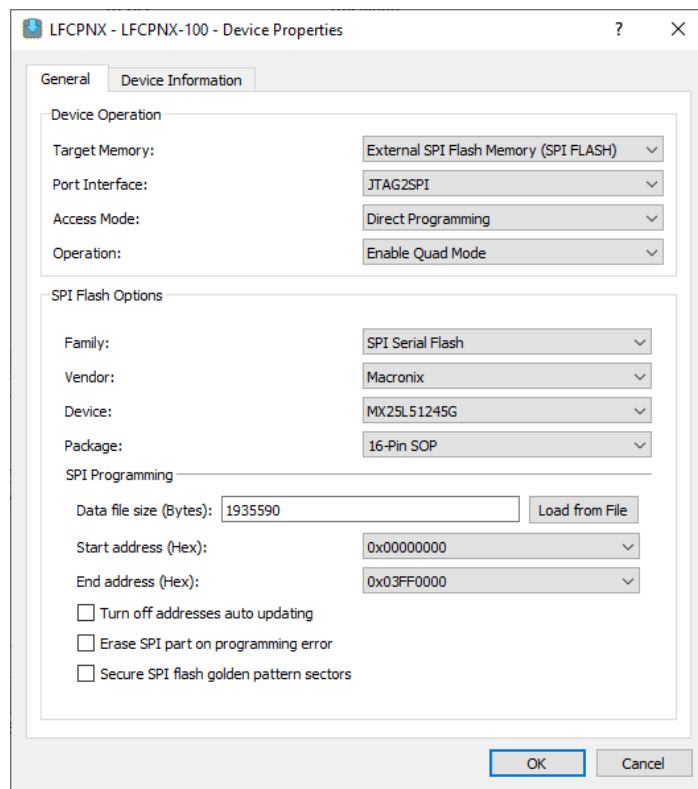 LFCPNX - LFCPNX-100 - Device Properties
General Device Information
Device Operation
Target Memory: External SPI Flash Memory (SPI FLASH)
Port Interface: JTAG2SPI
Access Mode: Direct Programming
Operation: Enable Quad Mode
SPI Flash Options
Family: SPI Serial Flash
Vendor: Macronix
Device: MX25L51245G
Package: 16-Pin SOP
SPI Programming
Data file size (Bytes): 1935590 Load from File
Start address (Hex): 0x00000000
End address (Hex): 0x03FF0000
Turn off addresses auto updating
Erase SPI part on programming error
Secure SPI flash golden pattern sectors
OK Cancel